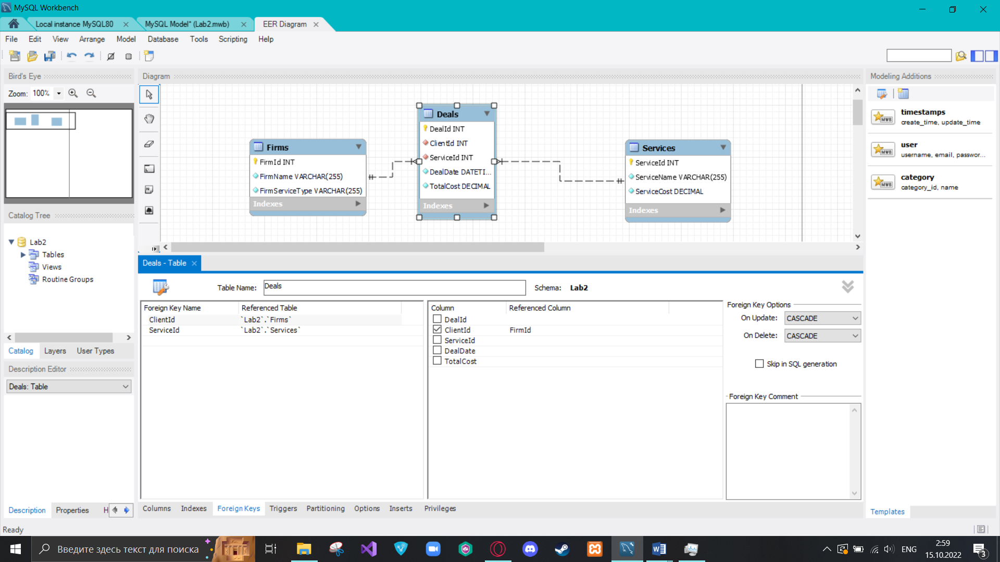 MySQL Workbench
Local instance MySQL80
MySQL Model* (Lab2.mwb)
EER Diagram
File Edit View Arrange Model Database Tools Scripting Help
Bird's Eye
Zoom: 100%
Catalog Tree
Lab2
Tables
Views
Routine Groups
Catalog Layers User Types
Description Editor
Deals: Table
Description Properties H
Diagram
Firms
FirmId INT
FirmName VARCHAR(255)
FirmServiceType VARCHAR(255)
Indexes
Deals
DealId INT
ClientId INT
ServiceId INT
DealDate DATETI...
TotalCost DECIMAL
Indexes
Services
ServiceId INT
ServiceName VARCHAR(255)
ServiceCost DECIMAL
Indexes
Deals - Table
Table Name: Deals Schema: Lab2
Foreign Key Name Referenced Table
ClientId `Lab2`.`Firms`
ServiceId `Lab2`.`Services`
Column Referenced Column
DealId
ClientId FirmId
ServiceId
DealDate
TotalCost
Foreign Key Options
On Update: CASCADE
On Delete: CASCADE
Skip in SQL generation
Foreign Key Comment
Columns Indexes Foreign Keys Triggers Partitioning Options Inserts Privileges
Modeling Additions
MWB
timestamps
create_time, update_time
MWB
user
username, email, passwor...
MWB
category
category_id, name
Templates
Ready
Введите здесь текст для поиска
ENG
2:59
15.10.2022
3